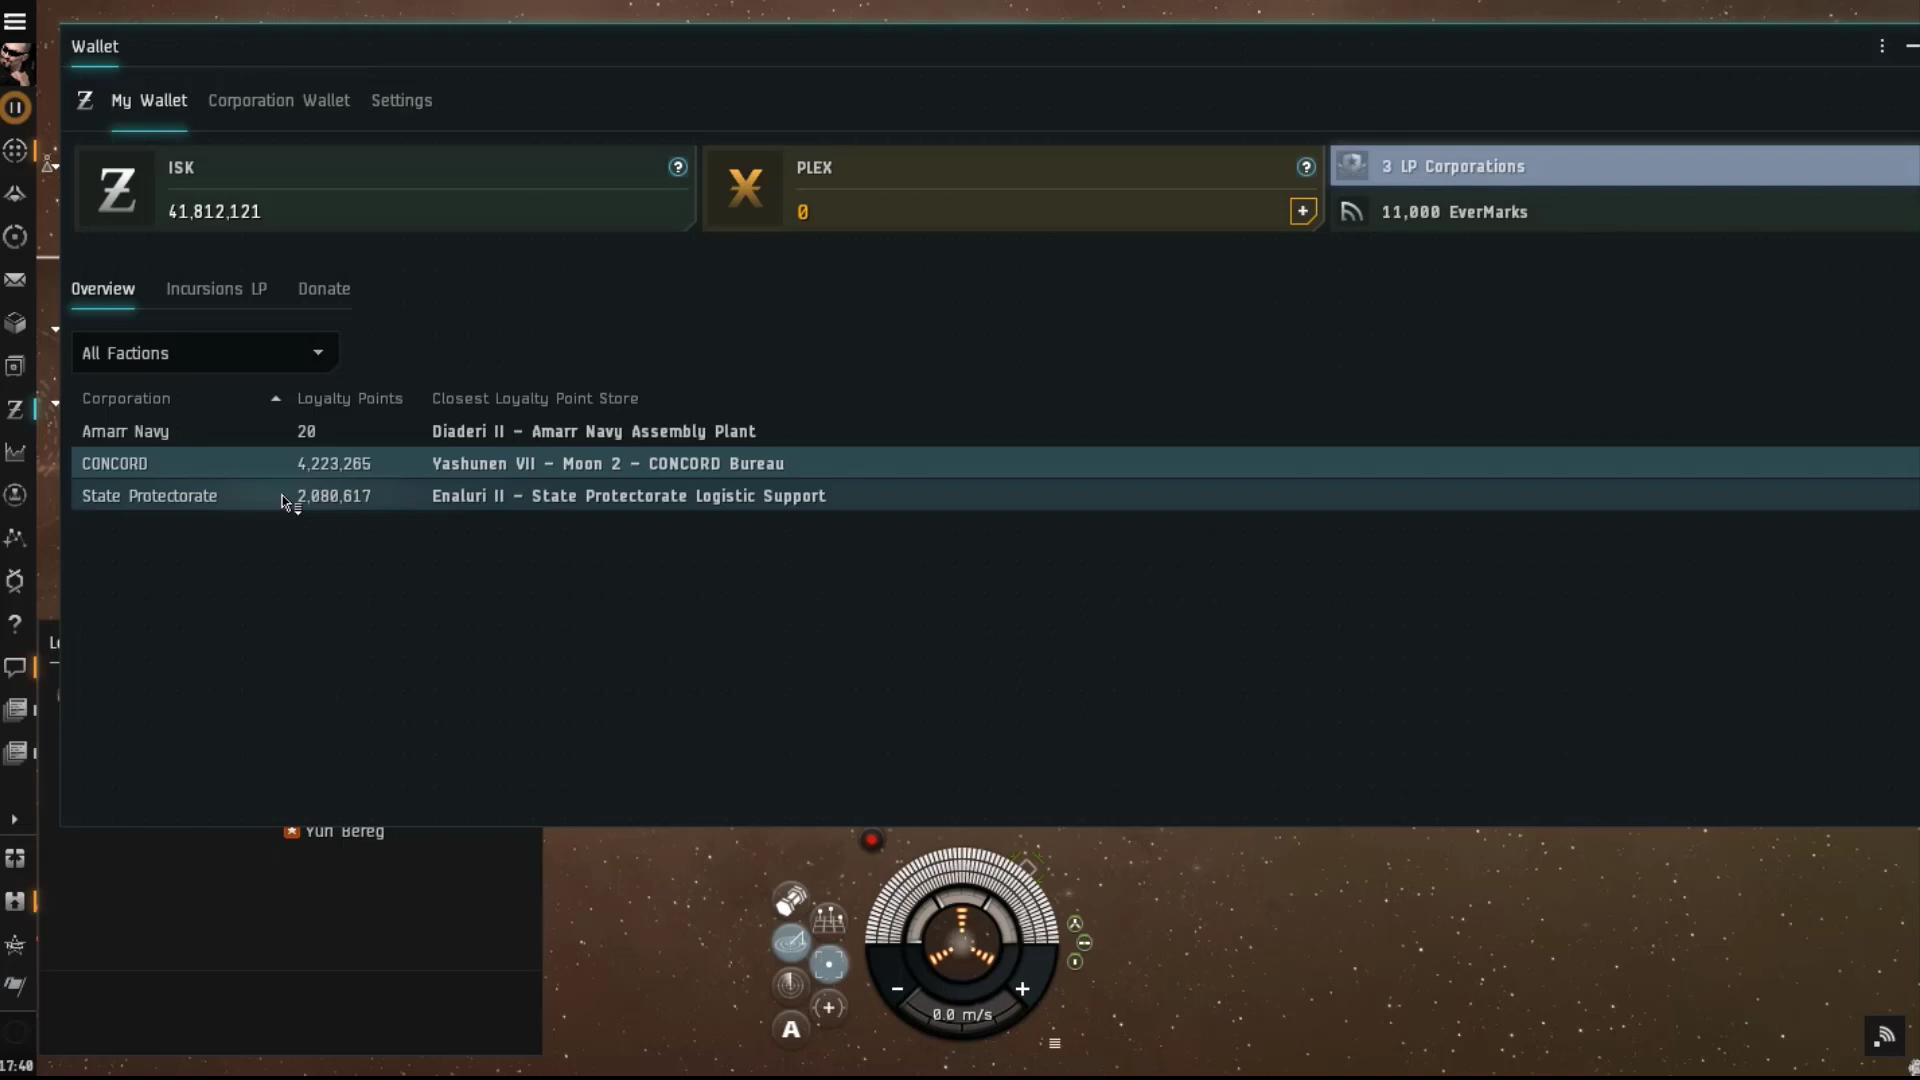 Wallet
My Wallet Corporation Wallet Settings
ISK
41,812,121
PLEX
0
3 LP Corporations
11,000 EverMarks
Overview Incursions LP Donate
All Factions
Corporation Loyalty Points Closest Loyalty Point Store
Amarr Navy 20 Diaderi II - Amarr Navy Assembly Plant
CONCORD 4,223,265 Yashunen VII - Moon 2 - CONCORD Bureau
State Protectorate 2,080,617 Enaluri II - State Protectorate Logistic Support
Yun Bereg
0.0 m/s
A
17:40